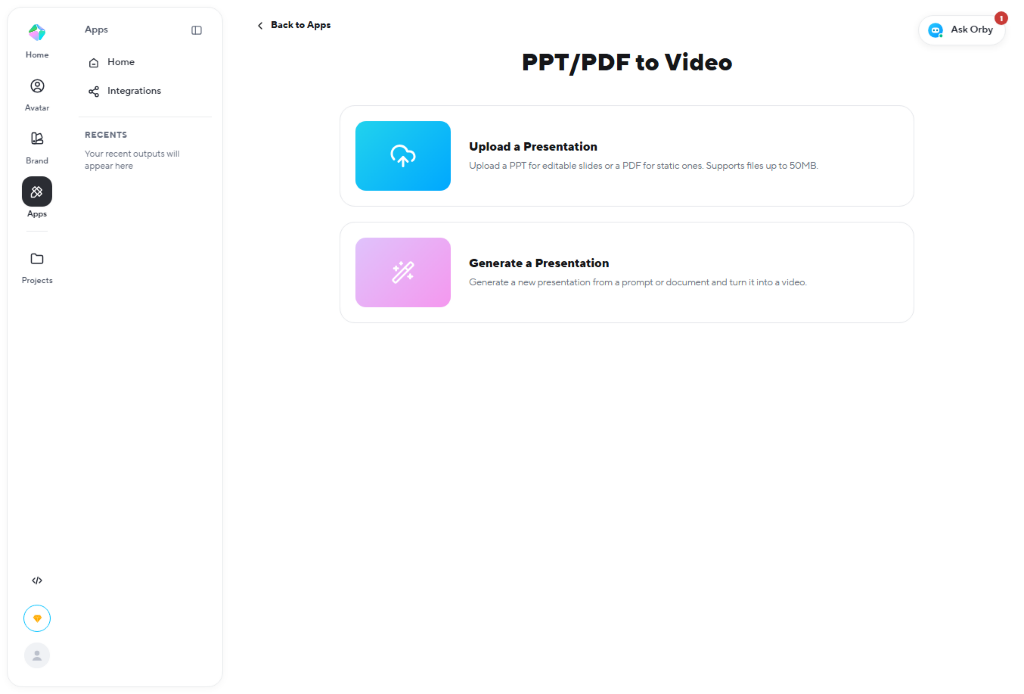 Home
Avatar
Brand
Apps
Projects
Apps
Home
Integrations
RECENTS
Your recent outputs will
appear here
Back to Apps
Ask Orby
1
PPT/PDF to Video
Upload a Presentation
Upload a PPT for editable slides or a PDF for static ones. Supports files up to 50MB.
Generate a Presentation
Generate a new presentation from a prompt or document and turn it into a video.